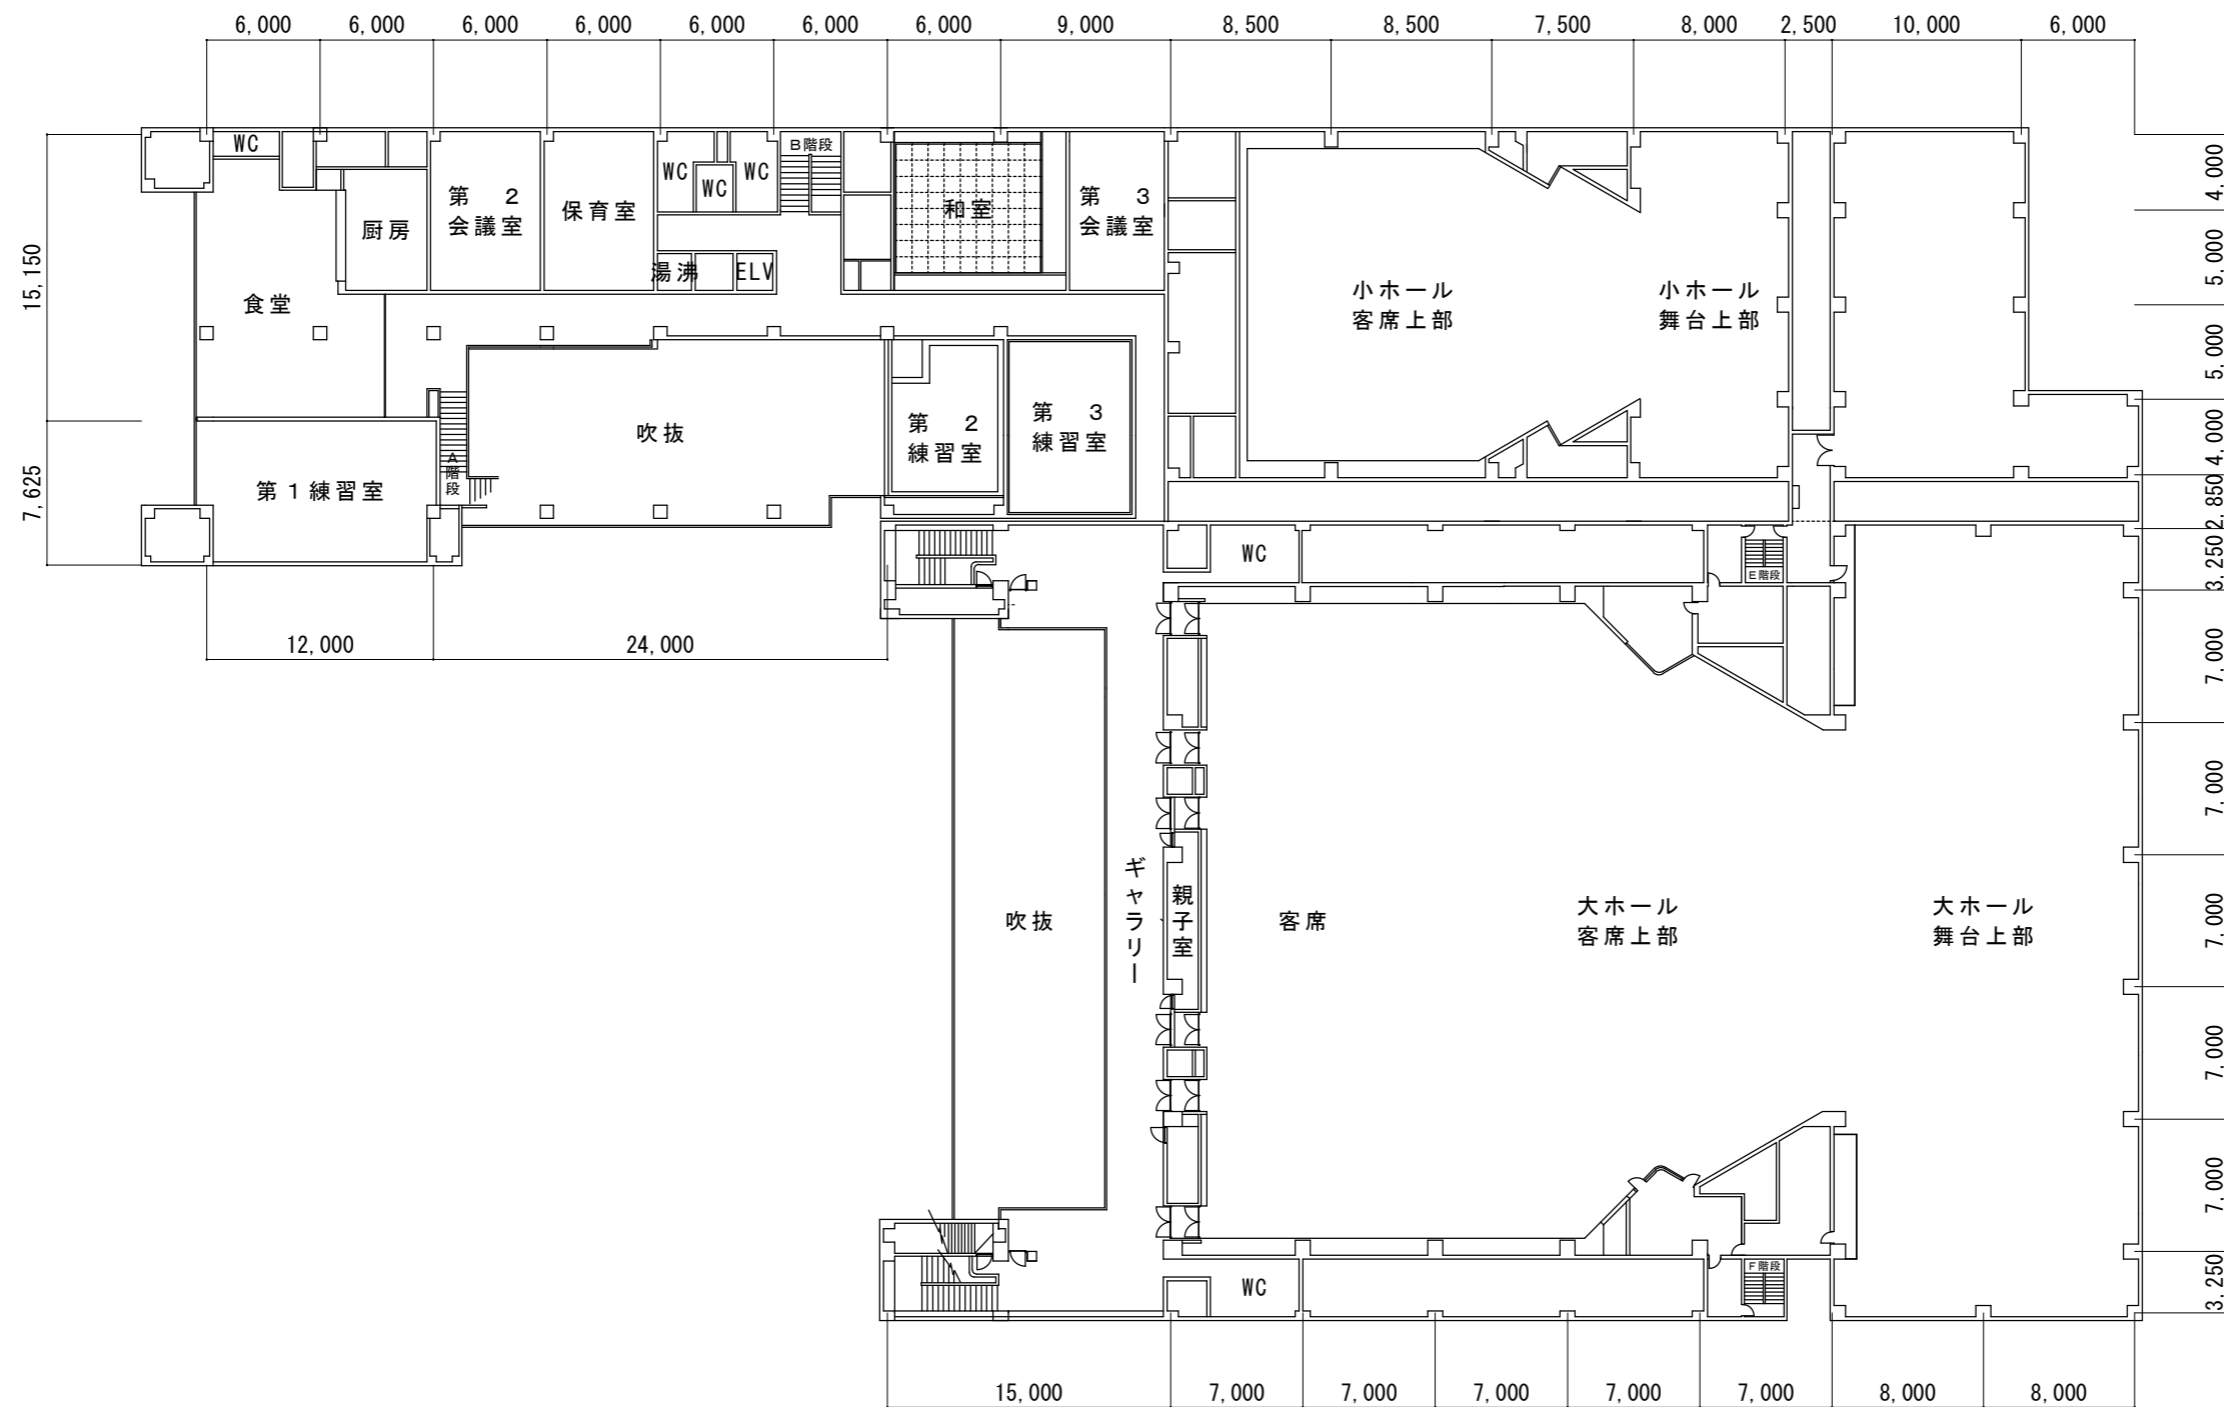 6,000 6,000 6,000 6,000 6,000 6,000 6,000 9,000 8,500 8,500 7,500 8,000 2,500 10,000 6,000
WC
B階段
WC
WC
WC
第 2
会議室
保育室
和室
第 3
会議室
厨房
湯沸
ELV
食堂
小ホール
客席上部
小ホール
舞台上部
15,150
7,625
吹抜
第 2
練習室
第 3
練習室
A階段
第1練習室
4,000
5,000
5,000
4,000
2,850
3,250
7,000
7,000
7,000
7,000
7,000
3,250
WC
E階段
12,000 24,000
吹抜
ギャラリー
親子室
客席
大ホール
客席上部
大ホール
舞台上部
WC
F階段
15,000 7,000 7,000 7,000 7,000 7,000 8,000 8,000